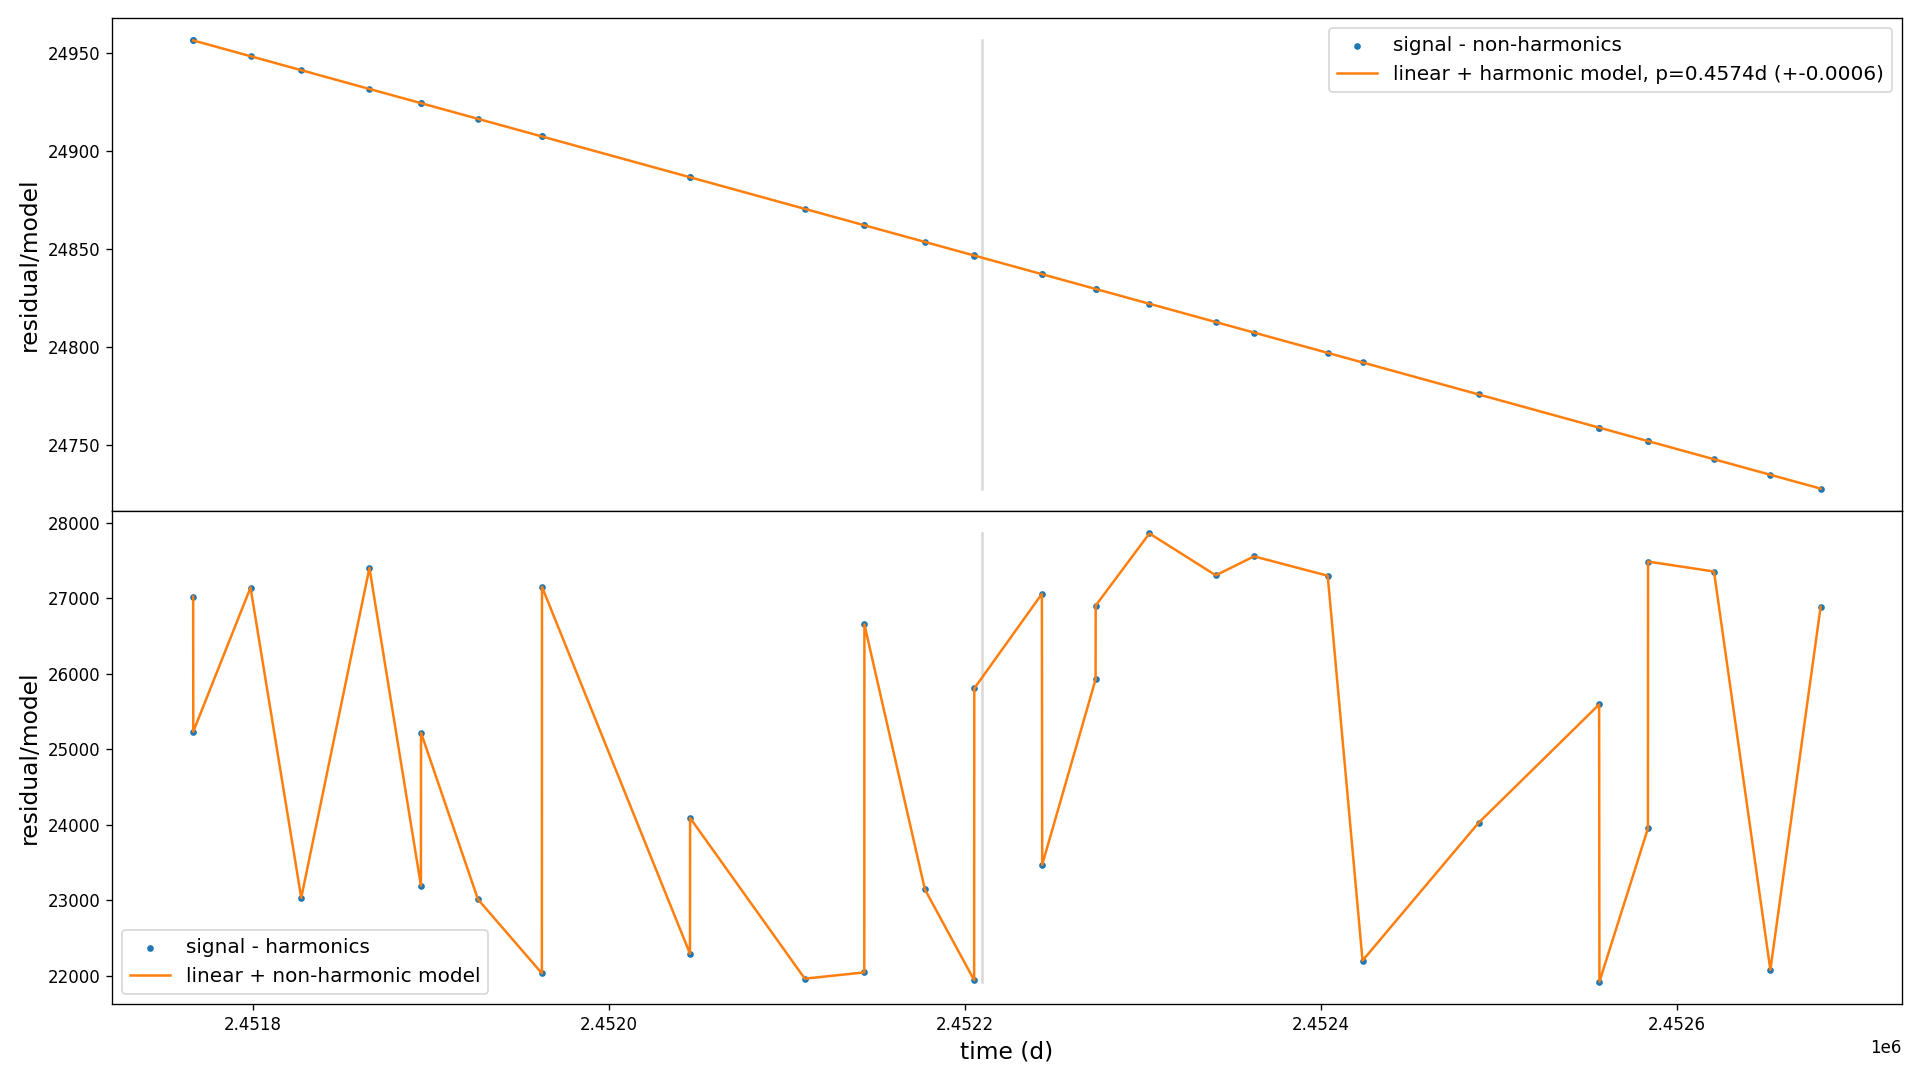 24950
24900
24850
24800
24750
residual/model
signal - non-harmonics
linear + harmonic model, p=0.4574d (+-0.0006)
28000
27000
26000
25000
24000
23000
22000
residual/model
signal - harmonics
linear + non-harmonic model
2.4518
2.4520
2.4522
2.4524
2.4526
1e6
time (d)